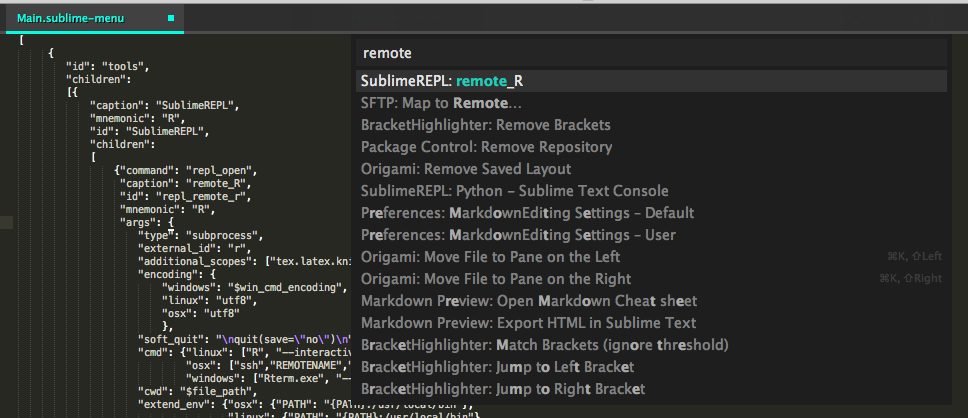 Main.sublime-menu
[
{
"id": "tools",
"children":
[{
"caption": "SublimeREPL",
"mnemonic": "R",
"id": "SublimeREPL",
"children":
[
{"command": "repl_open",
"caption": "remote_R",
"id": "repl_remote_r",
"mnemonic": "R",
"args": {
"type": "subprocess",
"external_id": "r",
"additional_scopes": ["tex.latex.kni
"encoding": {
"windows": "$win_cmd_encoding",
"linux": "utf8",
"osx": "utf8"
},
"soft_quit": "\nquit(save=\"no\")\n"
"cmd": {"linux": ["R", "--interactiv
"osx": ["ssh","REMOTENAME","
"windows": ["Rterm.exe", "--
"cwd": "$file_path",
"extend_env": {"osx": {"PATH": "{PATH}:/usr/local/bin"},
"linux": {"PATH": "{PATH}:/usr/local/bin"}
remote
SublimeREPL: remote_R
SFTP: Map to Remote...
BracketHighlighter: Remove Brackets
Package Control: Remove Repository
Origami: Remove Saved Layout
SublimeREPL: Python – Sublime Text Console
Preferences: MarkdownEditing Settings – Default
Preferences: MarkdownEditing Settings – User
Origami: Move File to Pane on the Left ⌘K, ⇧Left
Origami: Move File to Pane on the Right ⌘K, ⇧Right
Markdown Preview: Open Markdown Cheat sheet
Markdown Preview: Export HTML in Sublime Text
BracketHighlighter: Match Brackets (ignore threshold)
BracketHighlighter: Jump to Left Bracket
BracketHighlighter: Jump to Right Bracket